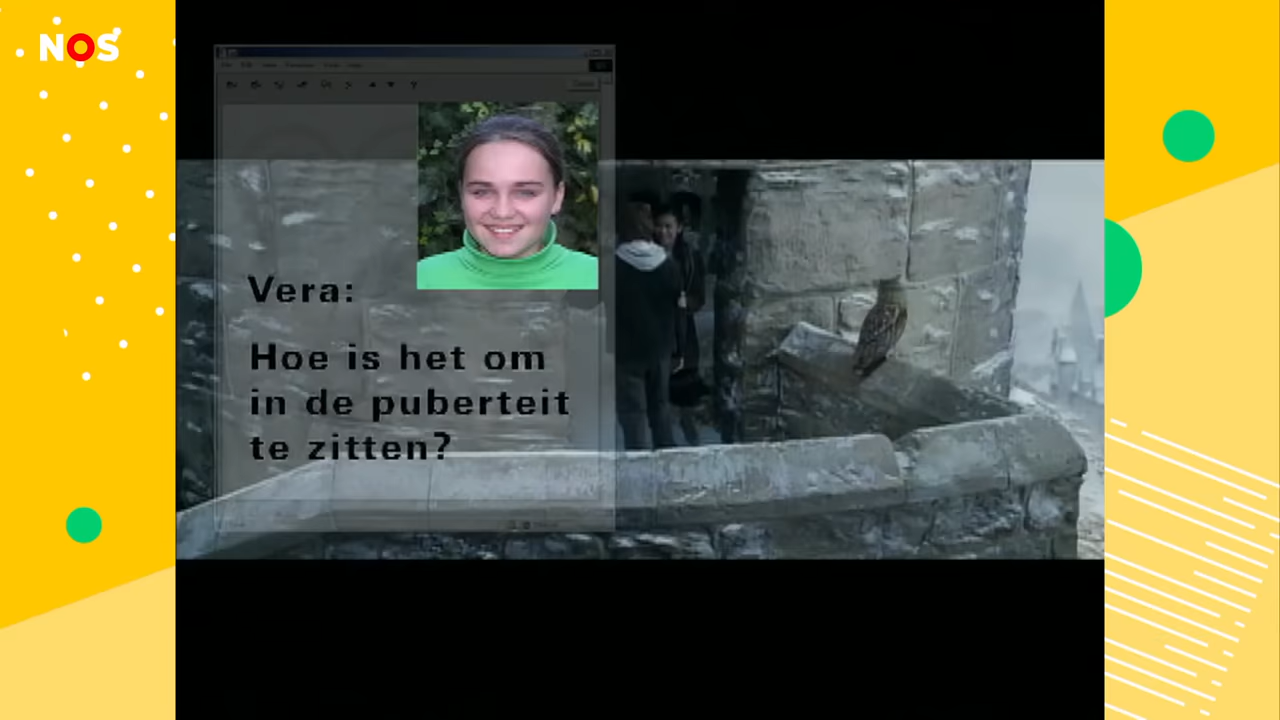 NOS
Vera:
Hoe is het om
in de puberteit
te zitten?